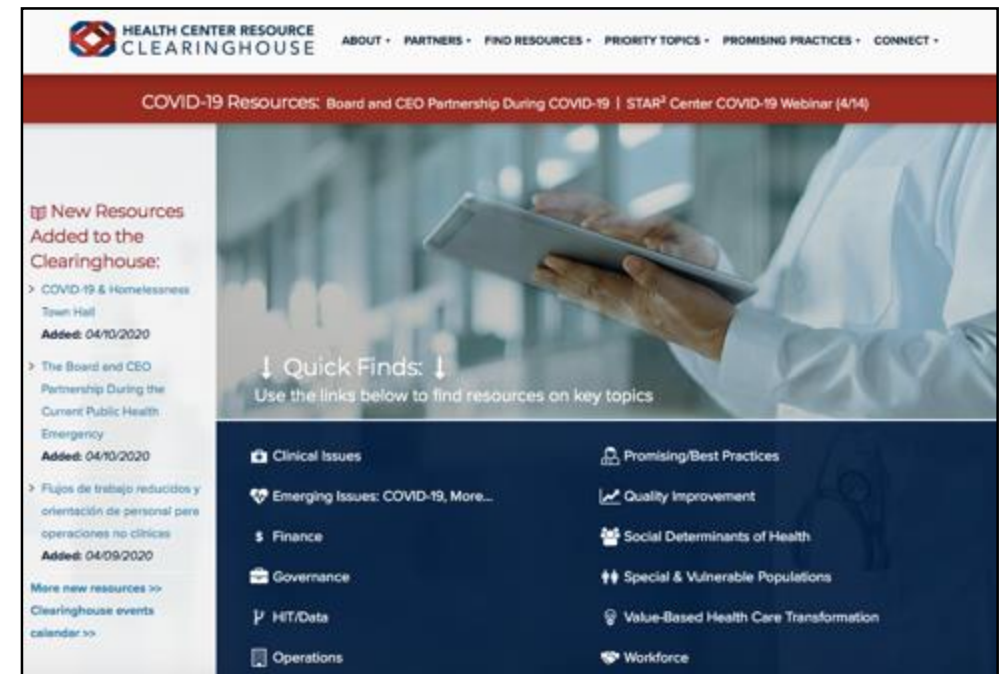 HEALTH CENTER RESOURCE
CLEARINGHOUSE
ABOUT PARTNERS FIND RESOURCES PRIORITY TOPICS PROMISING PRACTICES CONNECT
COVID-19 Resources: Board and CEO Partnership During COVID-19 | STAR² Center COVID-19 Webinar (4/14)
New Resources
Added to the
Clearinghouse:
> COVID-19 & Homelessness
Town Hall
Added: 04/10/2020
> The Board and CEO
Partnership During the
Current Public Health
Emergency
Added: 04/10/2020
> Flujos de trabajo reducidos y
orientación de personal para
operaciones no clínicas
Added: 04/09/2020
More new resources >>
Clearinghouse events
calendar >>
↓ Quick Finds: ↓
Use the links below to find resources on key topics
Clinical Issues
Emerging Issues: COVID-19, More...
$ Finance
Governance
HIT/Data
Operations
Promising/Best Practices
Quality Improvement
Social Determinants of Health
Special & Vulnerable Populations
Value-Based Health Care Transformation
Workforce